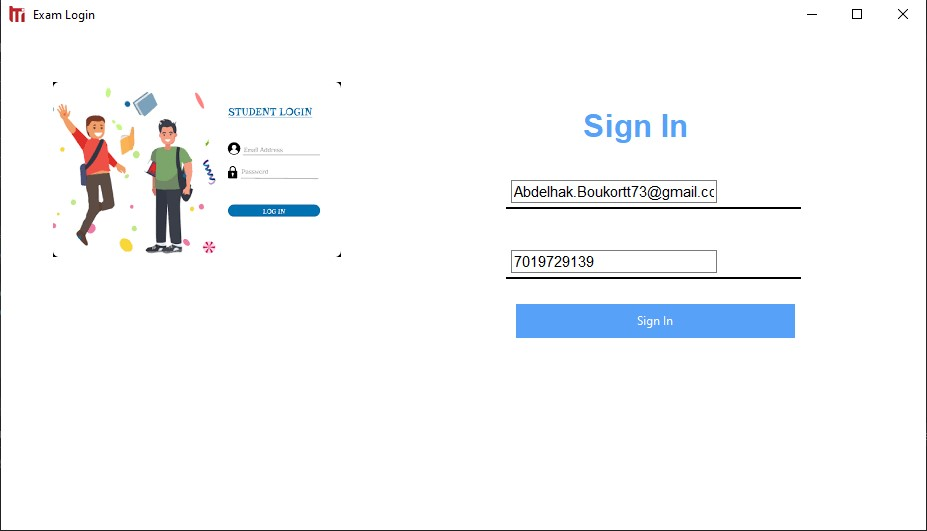 Exam Login
STUDENT LOGIN
Email Address
Password
LOG IN
Sign In
Abdelhak.Boukortt73@gmail.cc
7019729139
Sign In